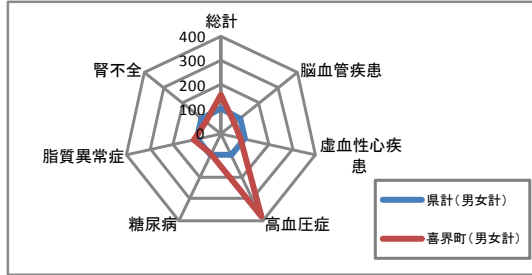 総計
400
300
200
100
0
脳血管疾患
虚血性心疾
患
高血圧症
糖尿病
脂質異常症
腎不全
県計(男女計)
喜界町(男女計)